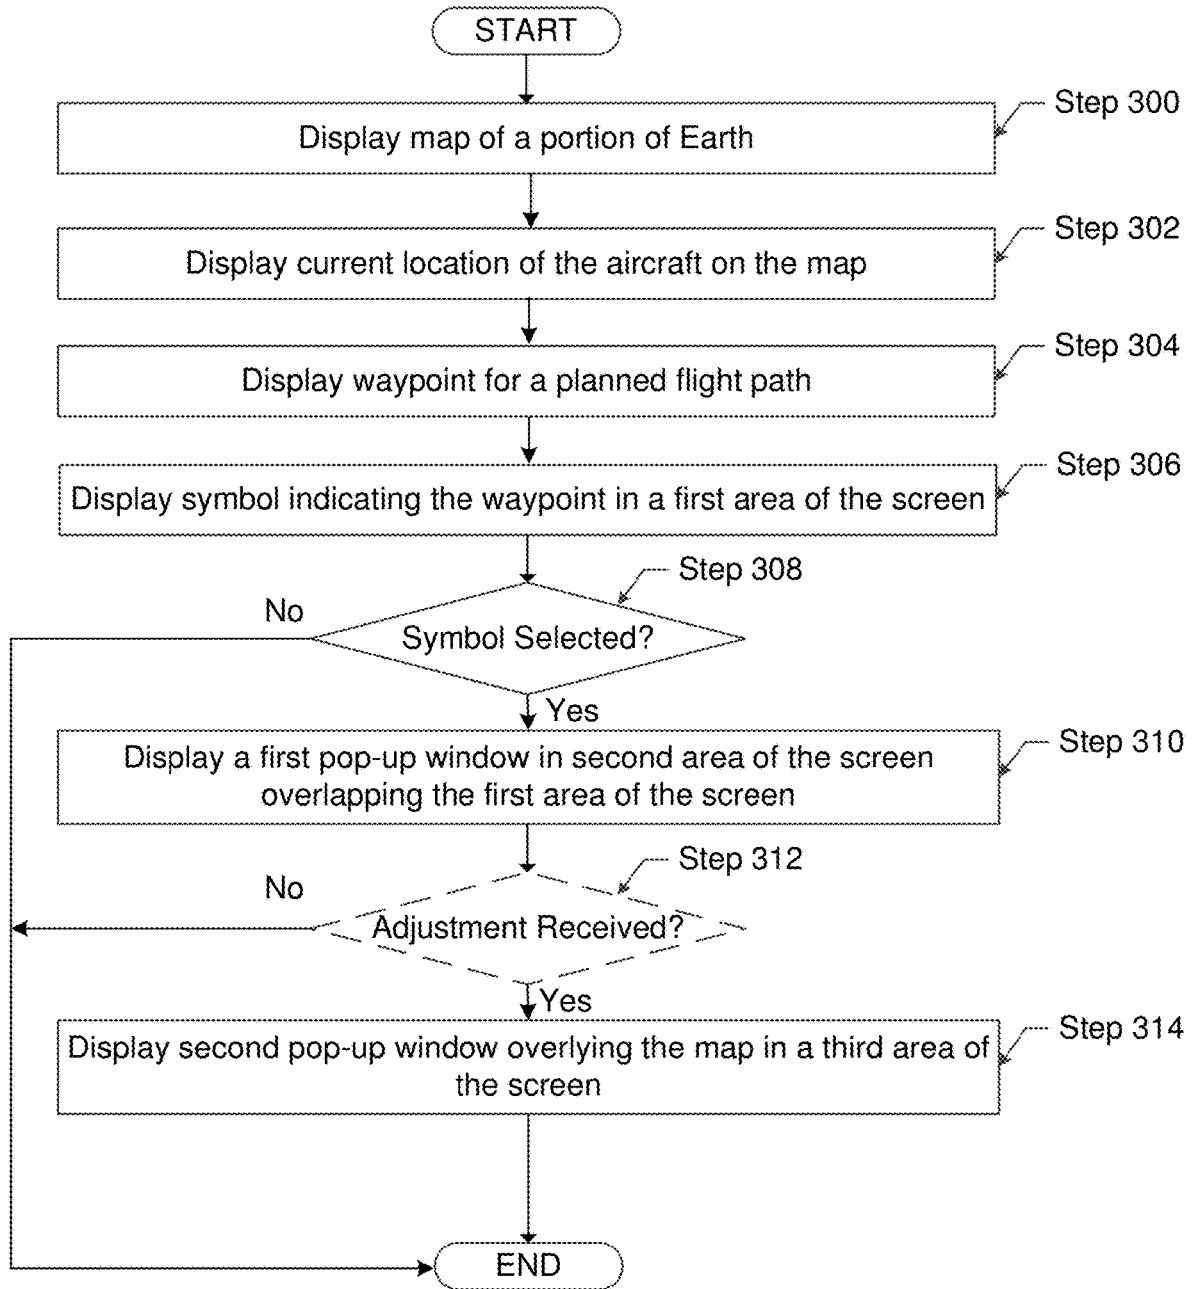 START
Step 300
Display map of a portion of Earth
Step 302
Display current location of the aircraft on the map
Step 304
Display waypoint for a planned flight path
Step 306
Display symbol indicating the waypoint in a first area of the screen
Step 308
No
Symbol Selected?
Yes
Step 310
Display a first pop-up window in second area of the screen
overlapping the first area of the screen
Step 312
No
Adjustment Received?
Yes
Step 314
Display second pop-up window overlying the map in a third area of
the screen
END